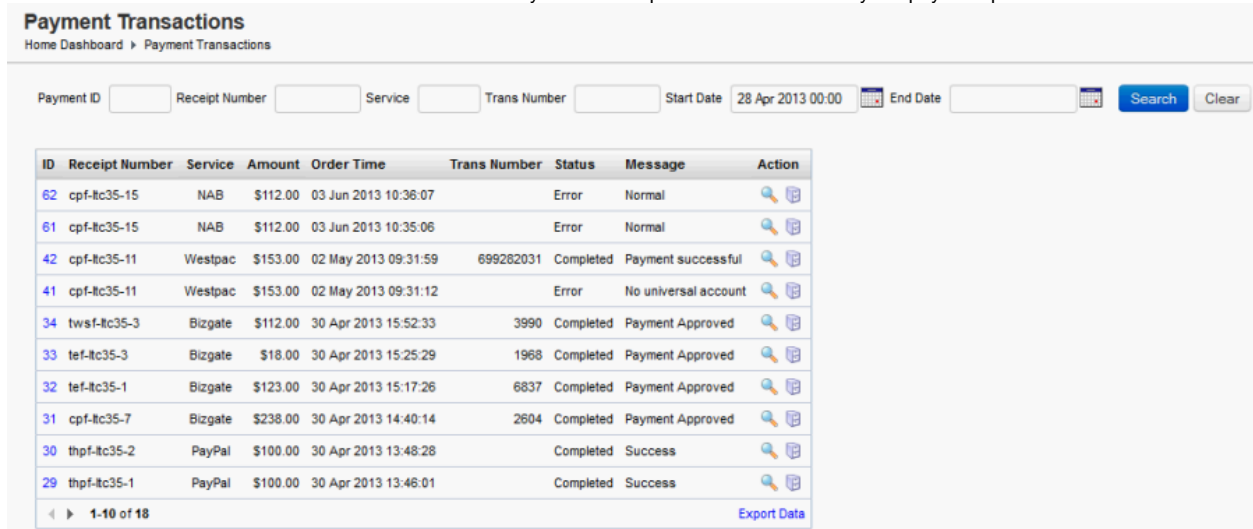 Payment Transactions
Home Dashboard ▸ Payment Transactions
Payment ID Receipt Number Service Trans Number Start Date 28 Apr 2013 00:00 End Date Search Clear
ID Receipt Number Service Amount Order Time Trans Number Status Message Action
62 cpf-ltc35-15 NAB $112.00 03 Jun 2013 10:36:07 Error Normal
61 cpf-ltc35-15 NAB $112.00 03 Jun 2013 10:35:06 Error Normal
42 cpf-ltc35-11 Westpac $153.00 02 May 2013 09:31:59 699282031 Completed Payment successful
41 cpf-ltc35-11 Westpac $153.00 02 May 2013 09:31:12 Error No universal account
34 twsf-ltc35-3 Bizgate $112.00 30 Apr 2013 15:52:33 3990 Completed Payment Approved
33 tef-ltc35-3 Bizgate $18.00 30 Apr 2013 15:25:29 1968 Completed Payment Approved
32 tef-ltc35-1 Bizgate $123.00 30 Apr 2013 15:17:26 6837 Completed Payment Approved
31 cpf-ltc35-7 Bizgate $238.00 30 Apr 2013 14:40:14 2604 Completed Payment Approved
30 thpf-ltc35-2 PayPal $100.00 30 Apr 2013 13:48:28 Completed Success
29 thpf-ltc35-1 PayPal $100.00 30 Apr 2013 13:46:01 Completed Success
1-10 of 18 Export Data